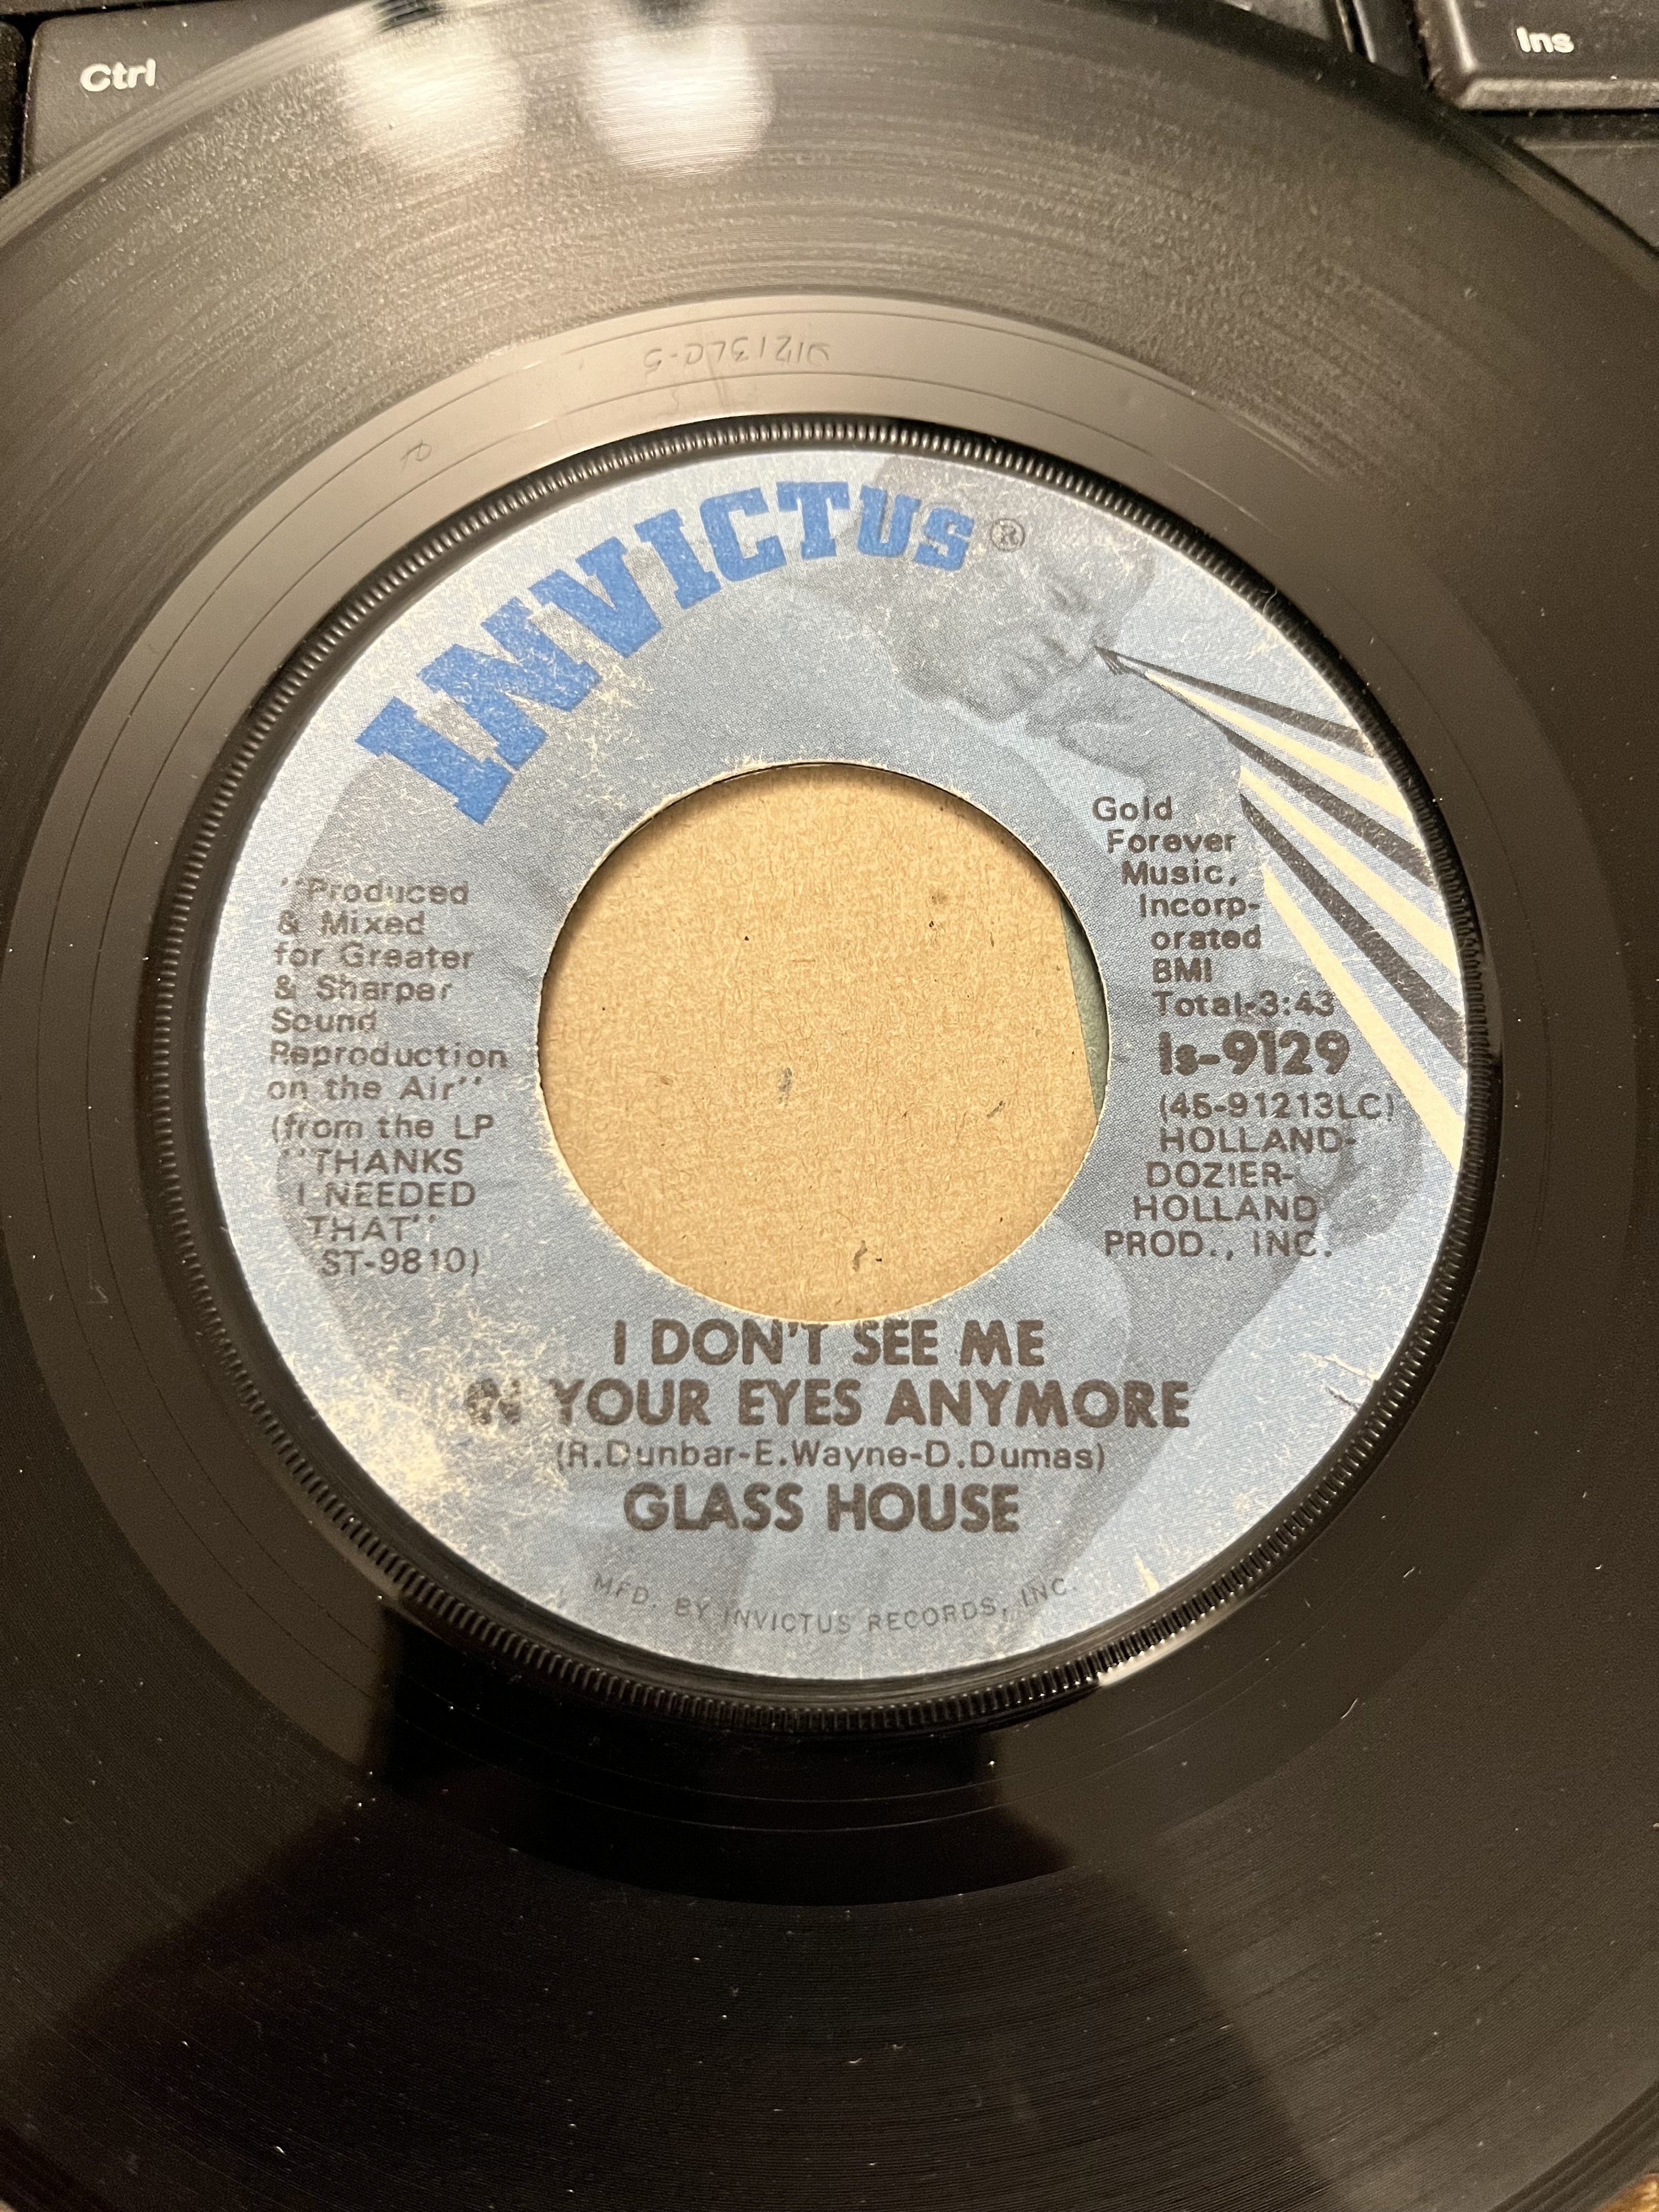 Ctrl
Ins
91213LC-5
INVICTUS®
''Produced
& Mixed
for Greater
& Sharper
Sound
Reproduction
on the Air''
(from the LP
''THANKS
I NEEDED
THAT''
ST-9810)
Gold
Forever
Music,
Incorp-
orated
BMI
Total-3:43
Is-9129
(45-91213LC)
HOLLAND-
DOZIER-
HOLLAND
PROD., INC.
I DON'T SEE ME
IN YOUR EYES ANYMORE
(R.Dunbar-E.Wayne-D.Dumas)
GLASS HOUSE
MFD. BY INVICTUS RECORDS, INC.